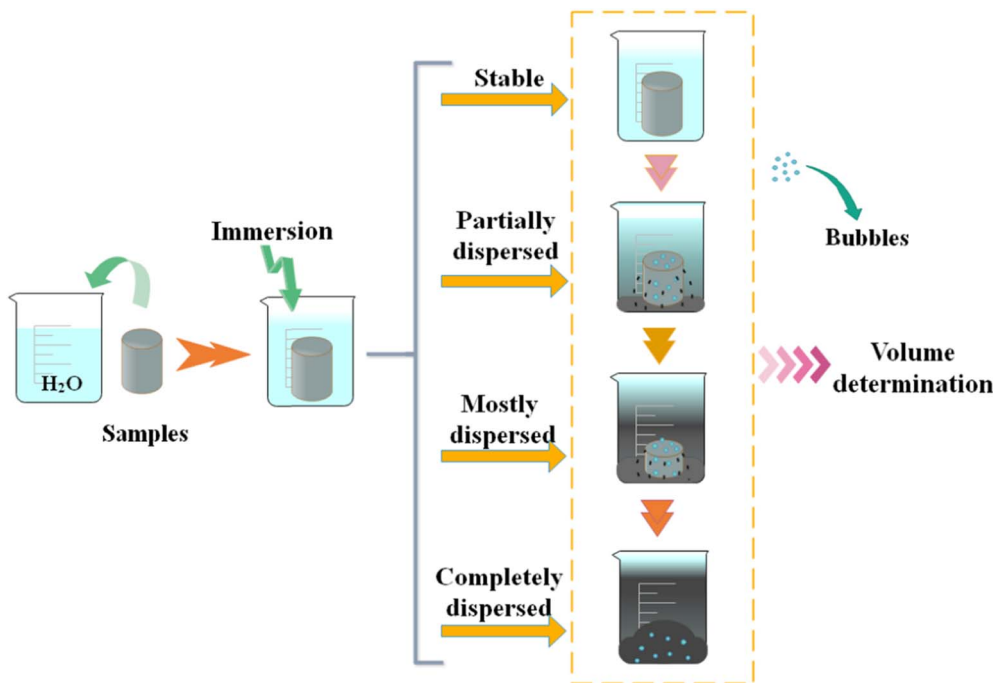 Stable
Partially
dispersed
Bubbles
Immersion
H₂O
Samples
Volume
determination
Mostly
dispersed
Completely
dispersed